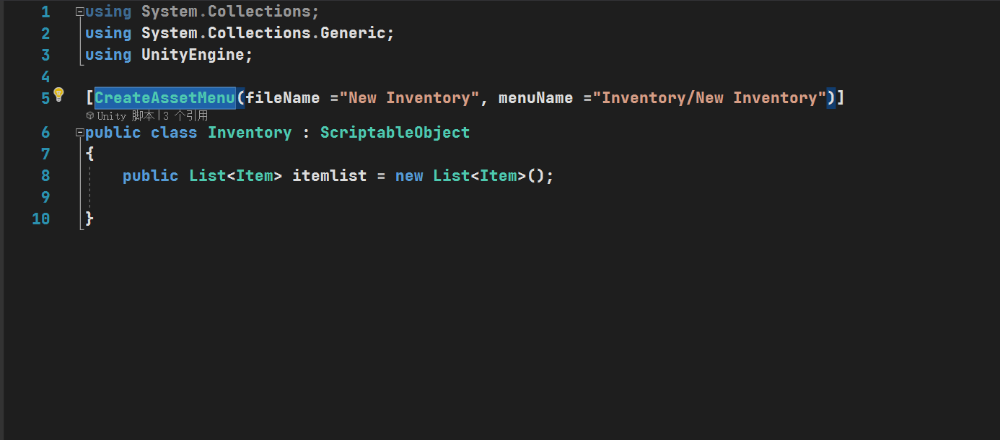 1 using System.Collections;
2 using System.Collections.Generic;
3 using UnityEngine;
4
5 [CreateAssetMenu(fileName ="New Inventory", menuName ="Inventory/New Inventory")]
Unity 脚本|3 个引用
6 public class Inventory : ScriptableObject
7 {
8 public List<Item> itemlist = new List<Item>();
9
10 }